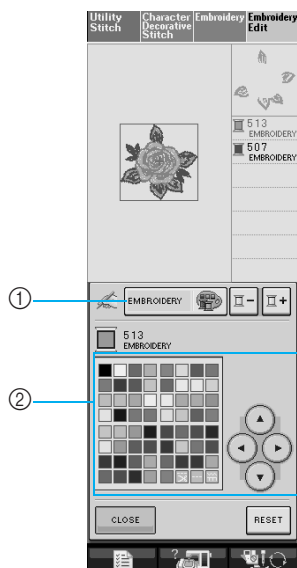 Utility
Stitch
Character
Decorative
Stitch
Embroidery
Embroidery
Edit
513
EMBROIDERY
507
EMBROIDERY
1
EMBROIDERY
-
+
513
EMBROIDERY
2
CLOSE
RESET
?